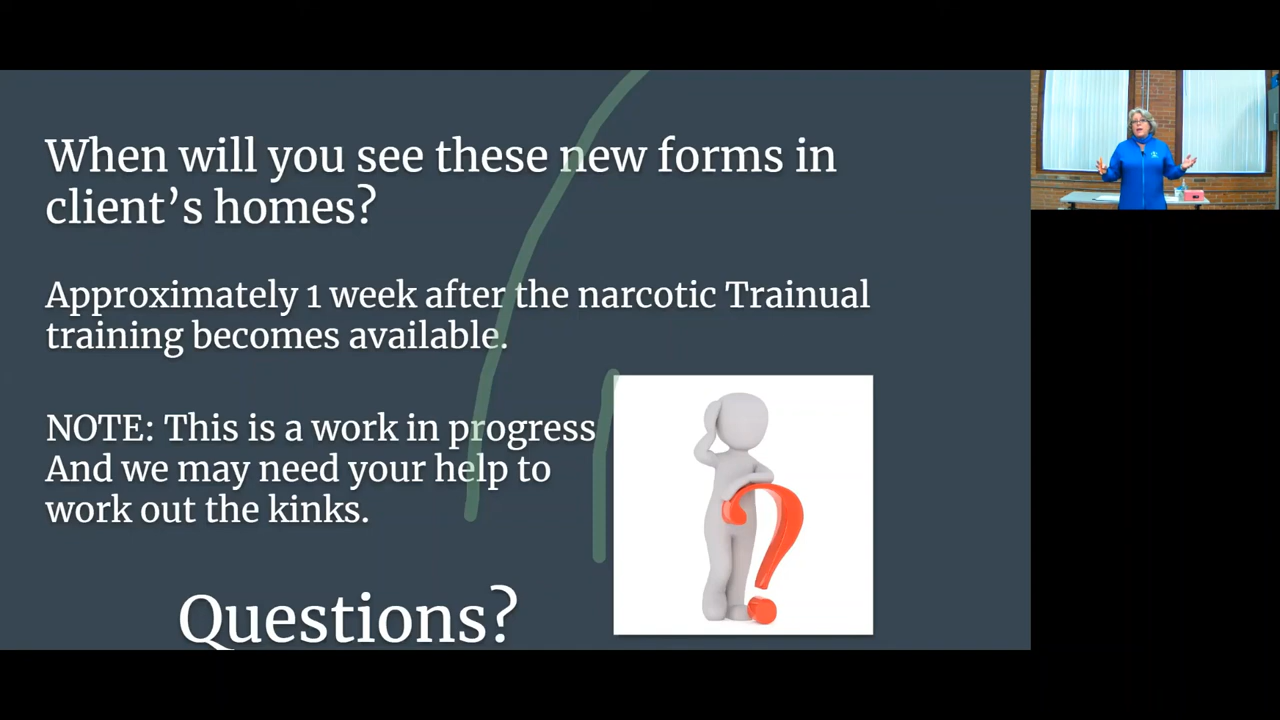 When will you see these new forms in
client’s homes?
Approximately 1 week after the narcotic Trainual
training becomes available.
NOTE: This is a work in progress
And we may need your help to
work out the kinks.
Questions?